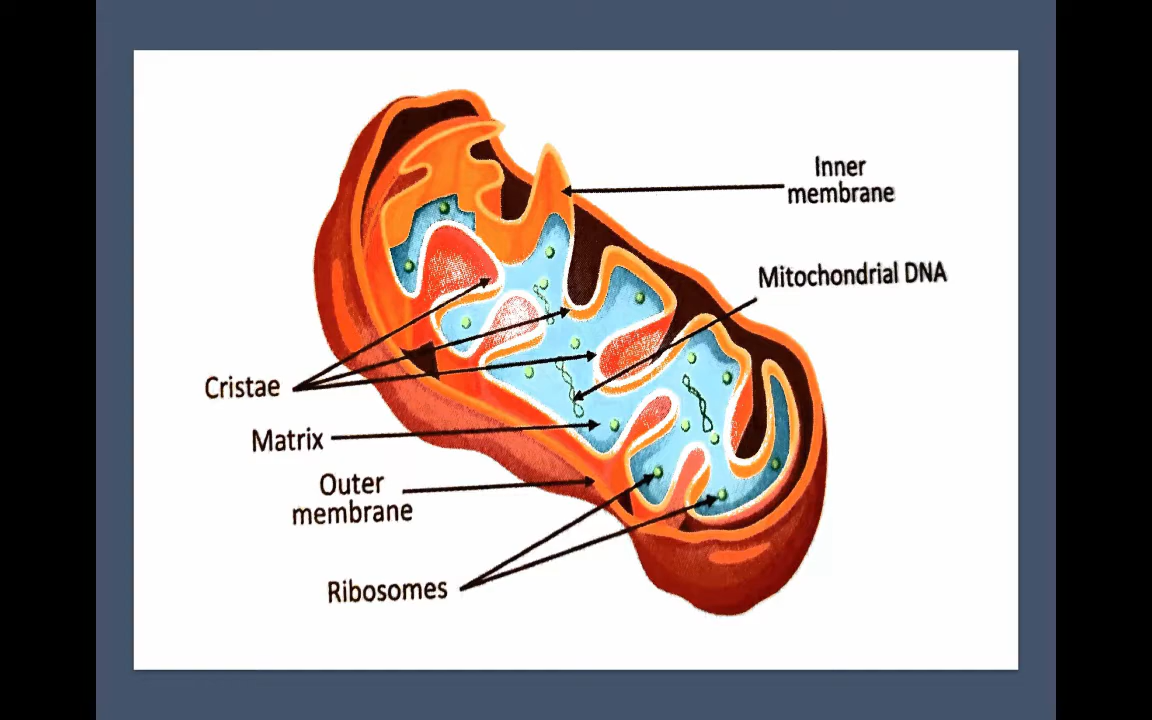 Inner
membrane
Mitochondrial DNA
Cristae
Matrix
Outer
membrane
Ribosomes